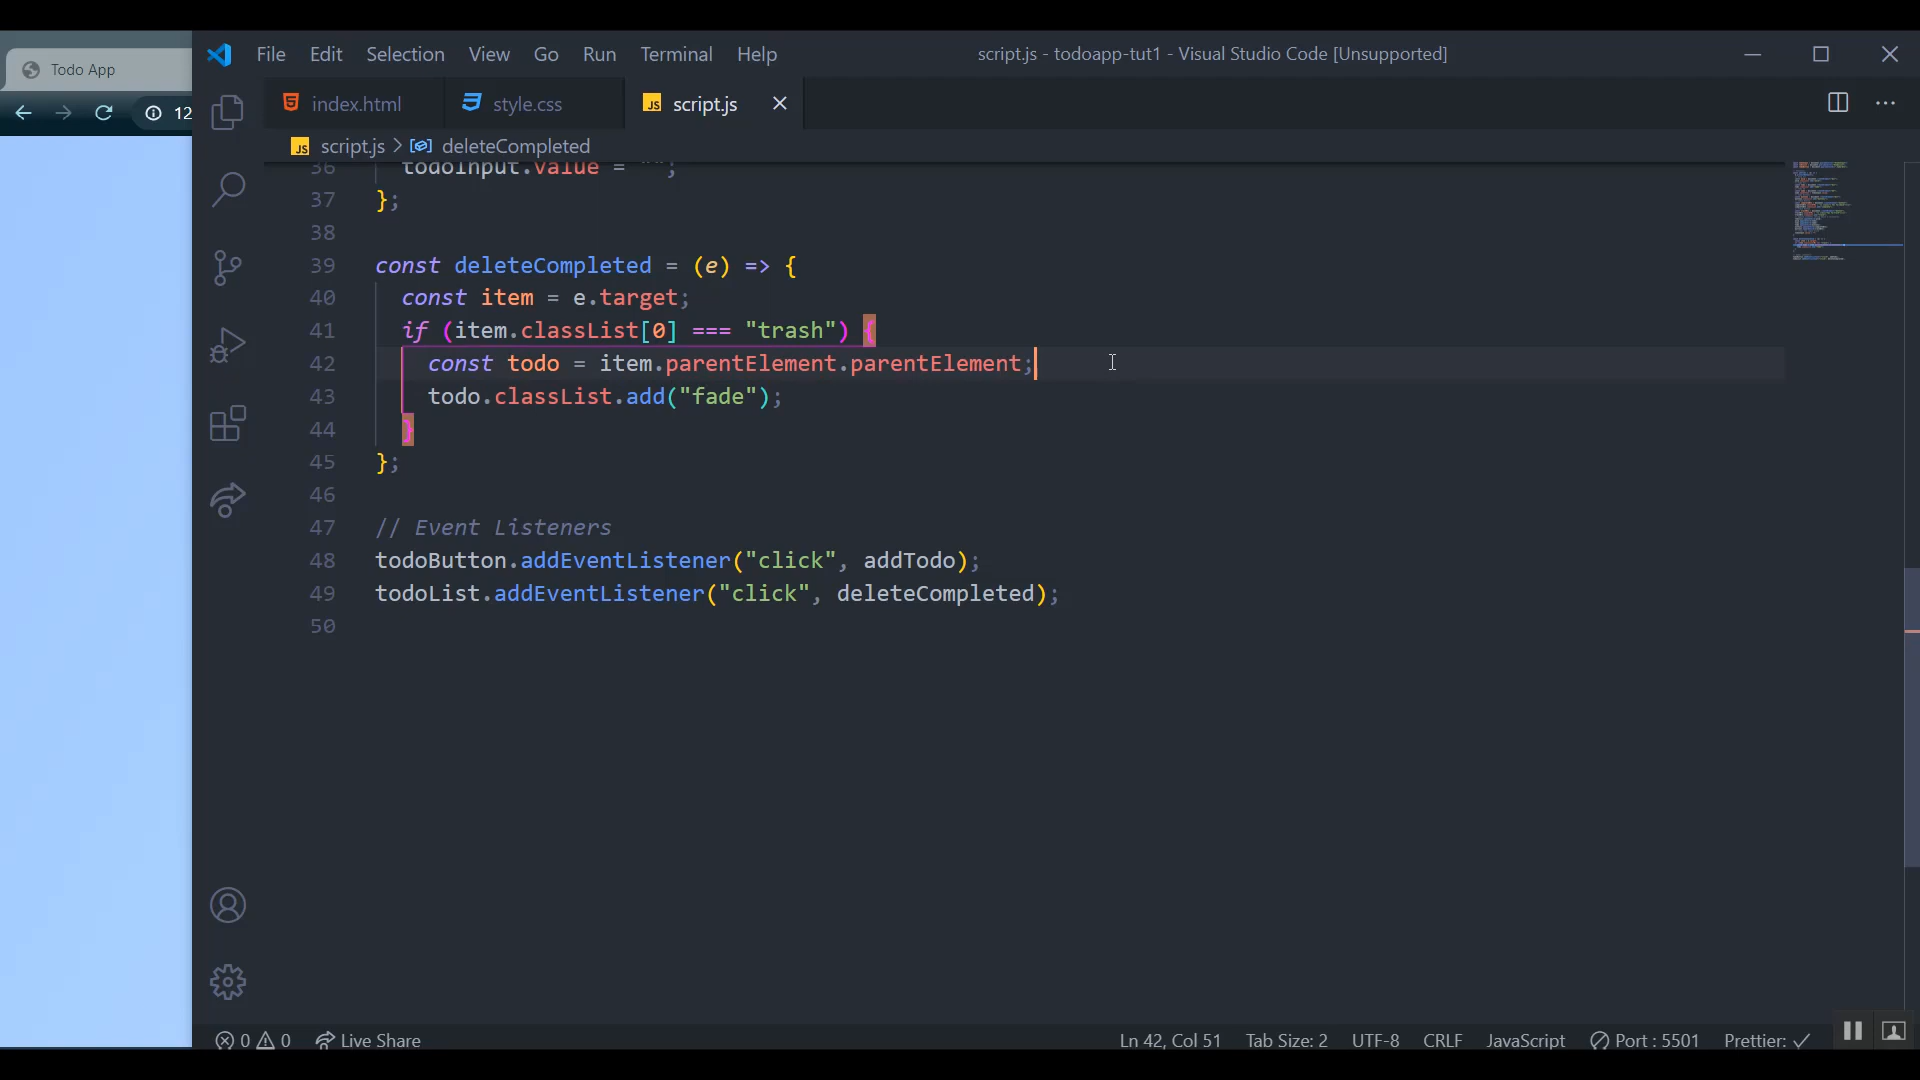 Todo App
12
File Edit Selection View Go Run Terminal Help
script.js - todoapp-tut1 - Visual Studio Code [Unsupported]
index.html
style.css
script.js
script.js > deleteCompleted
36 todoInput.value = "";
37 };
38
39 const deleteCompleted = (e) => {
40 const item = e.target;
41 if (item.classList[0] === "trash") {
42 const todo = item.parentElement.parentElement;
43 todo.classList.add("fade");
44 }
45 };
46
47 // Event Listeners
48 todoButton.addEventListener("click", addTodo);
49 todoList.addEventListener("click", deleteCompleted);
50
0 0 Live Share Ln 42, Col 51 Tab Size: 2 UTF-8 CRLF JavaScript Port : 5501 Prettier: ✓